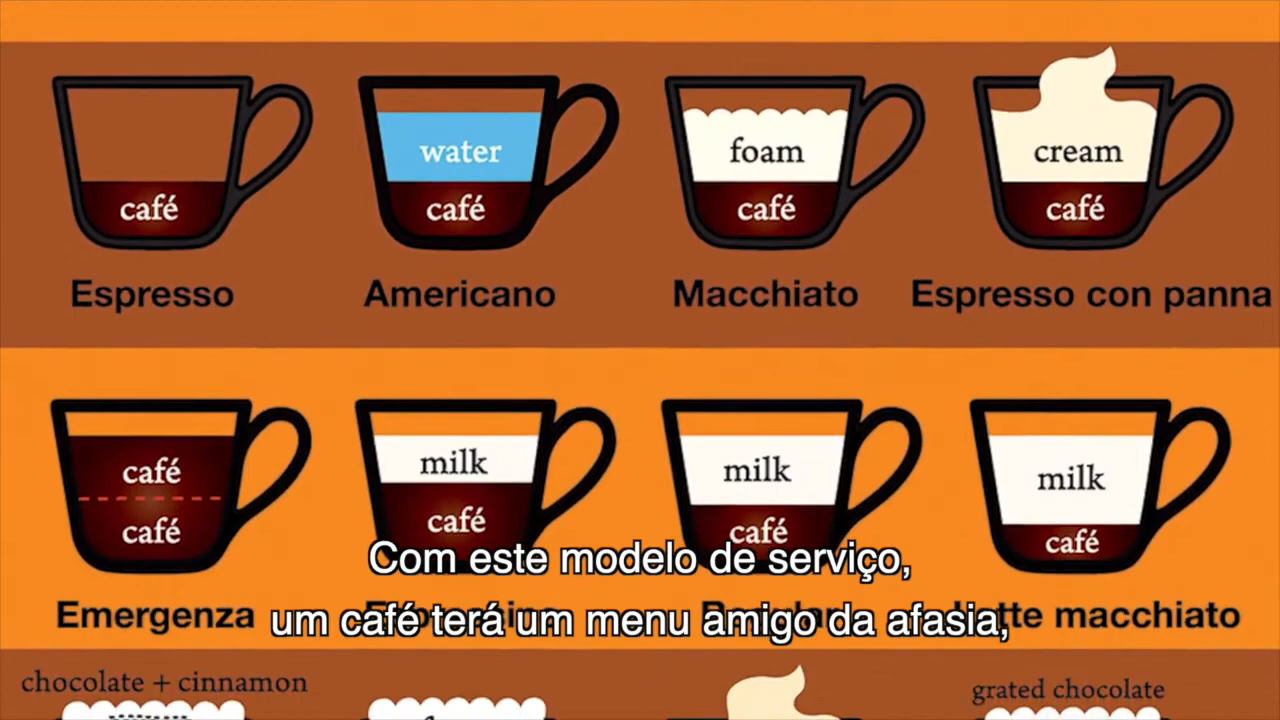 water
foam
cream
café
café
café
café
Espresso
Americano
Macchiato
Espresso con panna
café
milk
milk
milk
café
café
café
café
Com este modelo de serviço,
Emergenza
macchiato
um café terá um menu amigo da afasia,
chocolate + cinnamon
grated chocolate